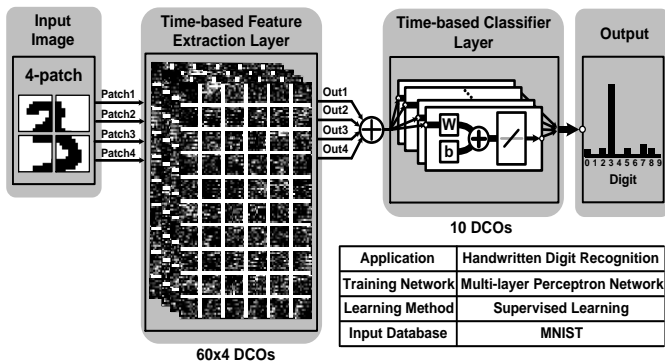 Input
Image
4-patch
Patch1
Patch2
Patch3
Patch4
Time-based Feature
Extraction Layer
60x4 DCOs
Out1
Out2
Out3
Out4
Time-based Classifier
Layer
W
b
10 DCOs
Output
0 1 2 3 4 5 6 7 8 9
Digit
Application Handwritten Digit Recognition
Training Network Multi-layer Perceptron Network
Learning Method Supervised Learning
Input Database MNIST